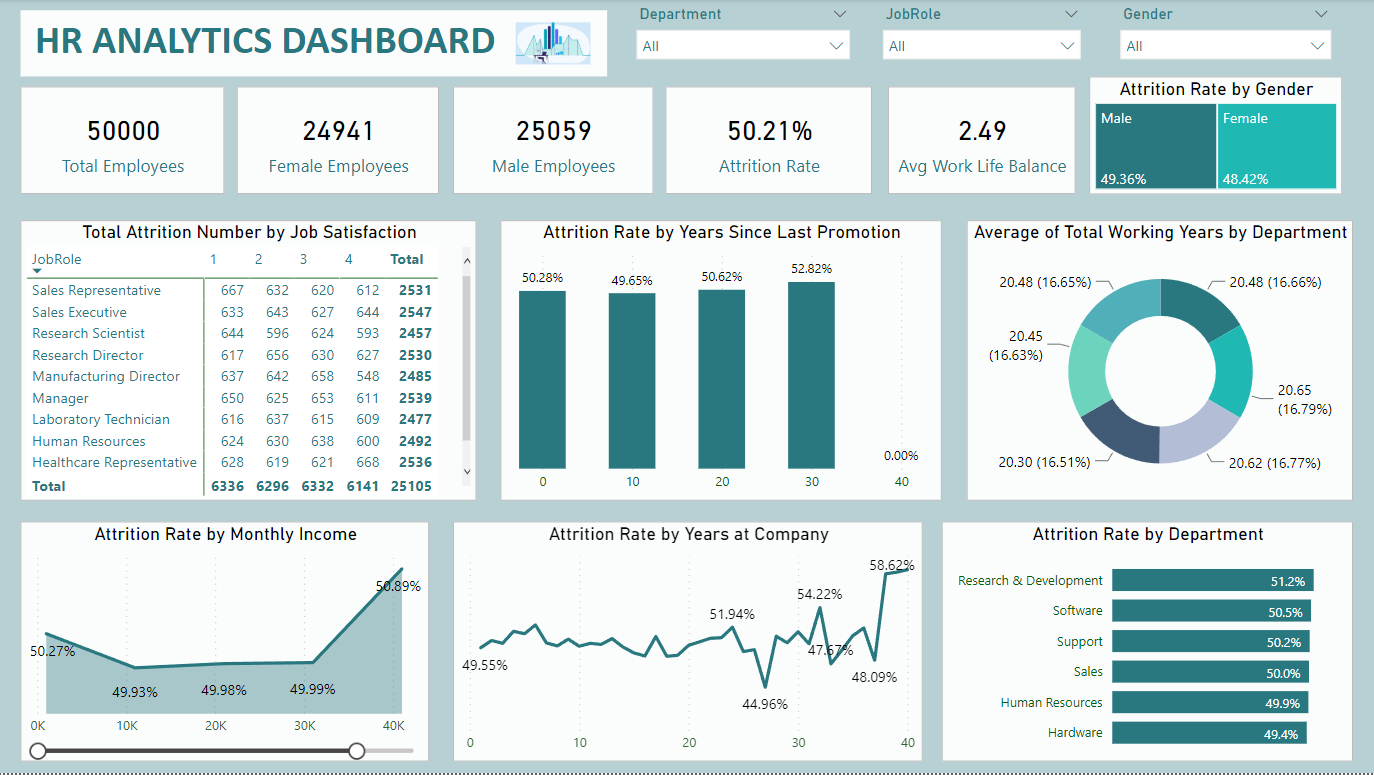 HR ANALYTICS DASHBOARD
Department
JobRole
Gender
All
All
All
50000
Total Employees
24941
Female Employees
25059
Male Employees
50.21%
Attrition Rate
2.49
Avg Work Life Balance
Attrition Rate by Gender
Male
Female
49.36%
48.42%
Total Attrition Number by Job Satisfaction
JobRole 1 2 3 4 Total
Sales Representative 667 632 620 612 2531
Sales Executive 633 643 627 644 2547
Research Scientist 644 596 624 593 2457
Research Director 617 656 630 627 2530
Manufacturing Director 637 642 658 548 2485
Manager 650 625 653 611 2539
Laboratory Technician 616 637 615 609 2477
Human Resources 624 630 638 600 2492
Healthcare Representative 628 619 621 668 2536
Total 6336 6296 6332 6141 25105
Attrition Rate by Years Since Last Promotion
50.28%
49.65%
50.62%
52.82%
0.00%
0 10 20 30 40
Average of Total Working Years by Department
20.48 (16.65%)
20.48 (16.66%)
20.45
(16.63%)
20.65
(16.79%)
20.30 (16.51%)
20.62 (16.77%)
Attrition Rate by Monthly Income
50.27%
49.93%
49.98%
49.99%
50.89%
0K 10K 20K 30K 40K
Attrition Rate by Years at Company
49.55%
51.94%
44.96%
54.22%
47.67%
48.09%
58.62%
0 10 20 30 40
Attrition Rate by Department
Research & Development 51.2%
Software 50.5%
Support 50.2%
Sales 50.0%
Human Resources 49.9%
Hardware 49.4%